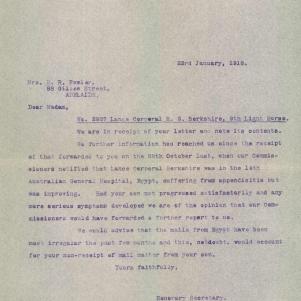 23rd January, 1918.
Mrs. E. R. Fowler,
88 Gilles Street,
ADELAIDE.
Dear Madam,
No. 2807 Lance Corporal R. S. Berkshire, 9th Light Horse.
We are in receipt of your letter and note its contents.
No further information has reached us since the receipt
of that forwarded to you on the 20th October last, when our Commis-
sioners notified that Lance Corporal Berkshire was in the 14th
Australian General Hospital, Egypt, suffering from appendicitis but
was improving. Had your son not progressed satisfactorily and any
more serious symptoms developed we are of the opinion that our Com-
missioners would have forwarded a further report to us.
We would advise that the mails from Egypt have been
most irregular the past few months and this, no doubt, would account
for your non-receipt of mail matter from your son.
Yours faithfully,
Honorary Secretary.